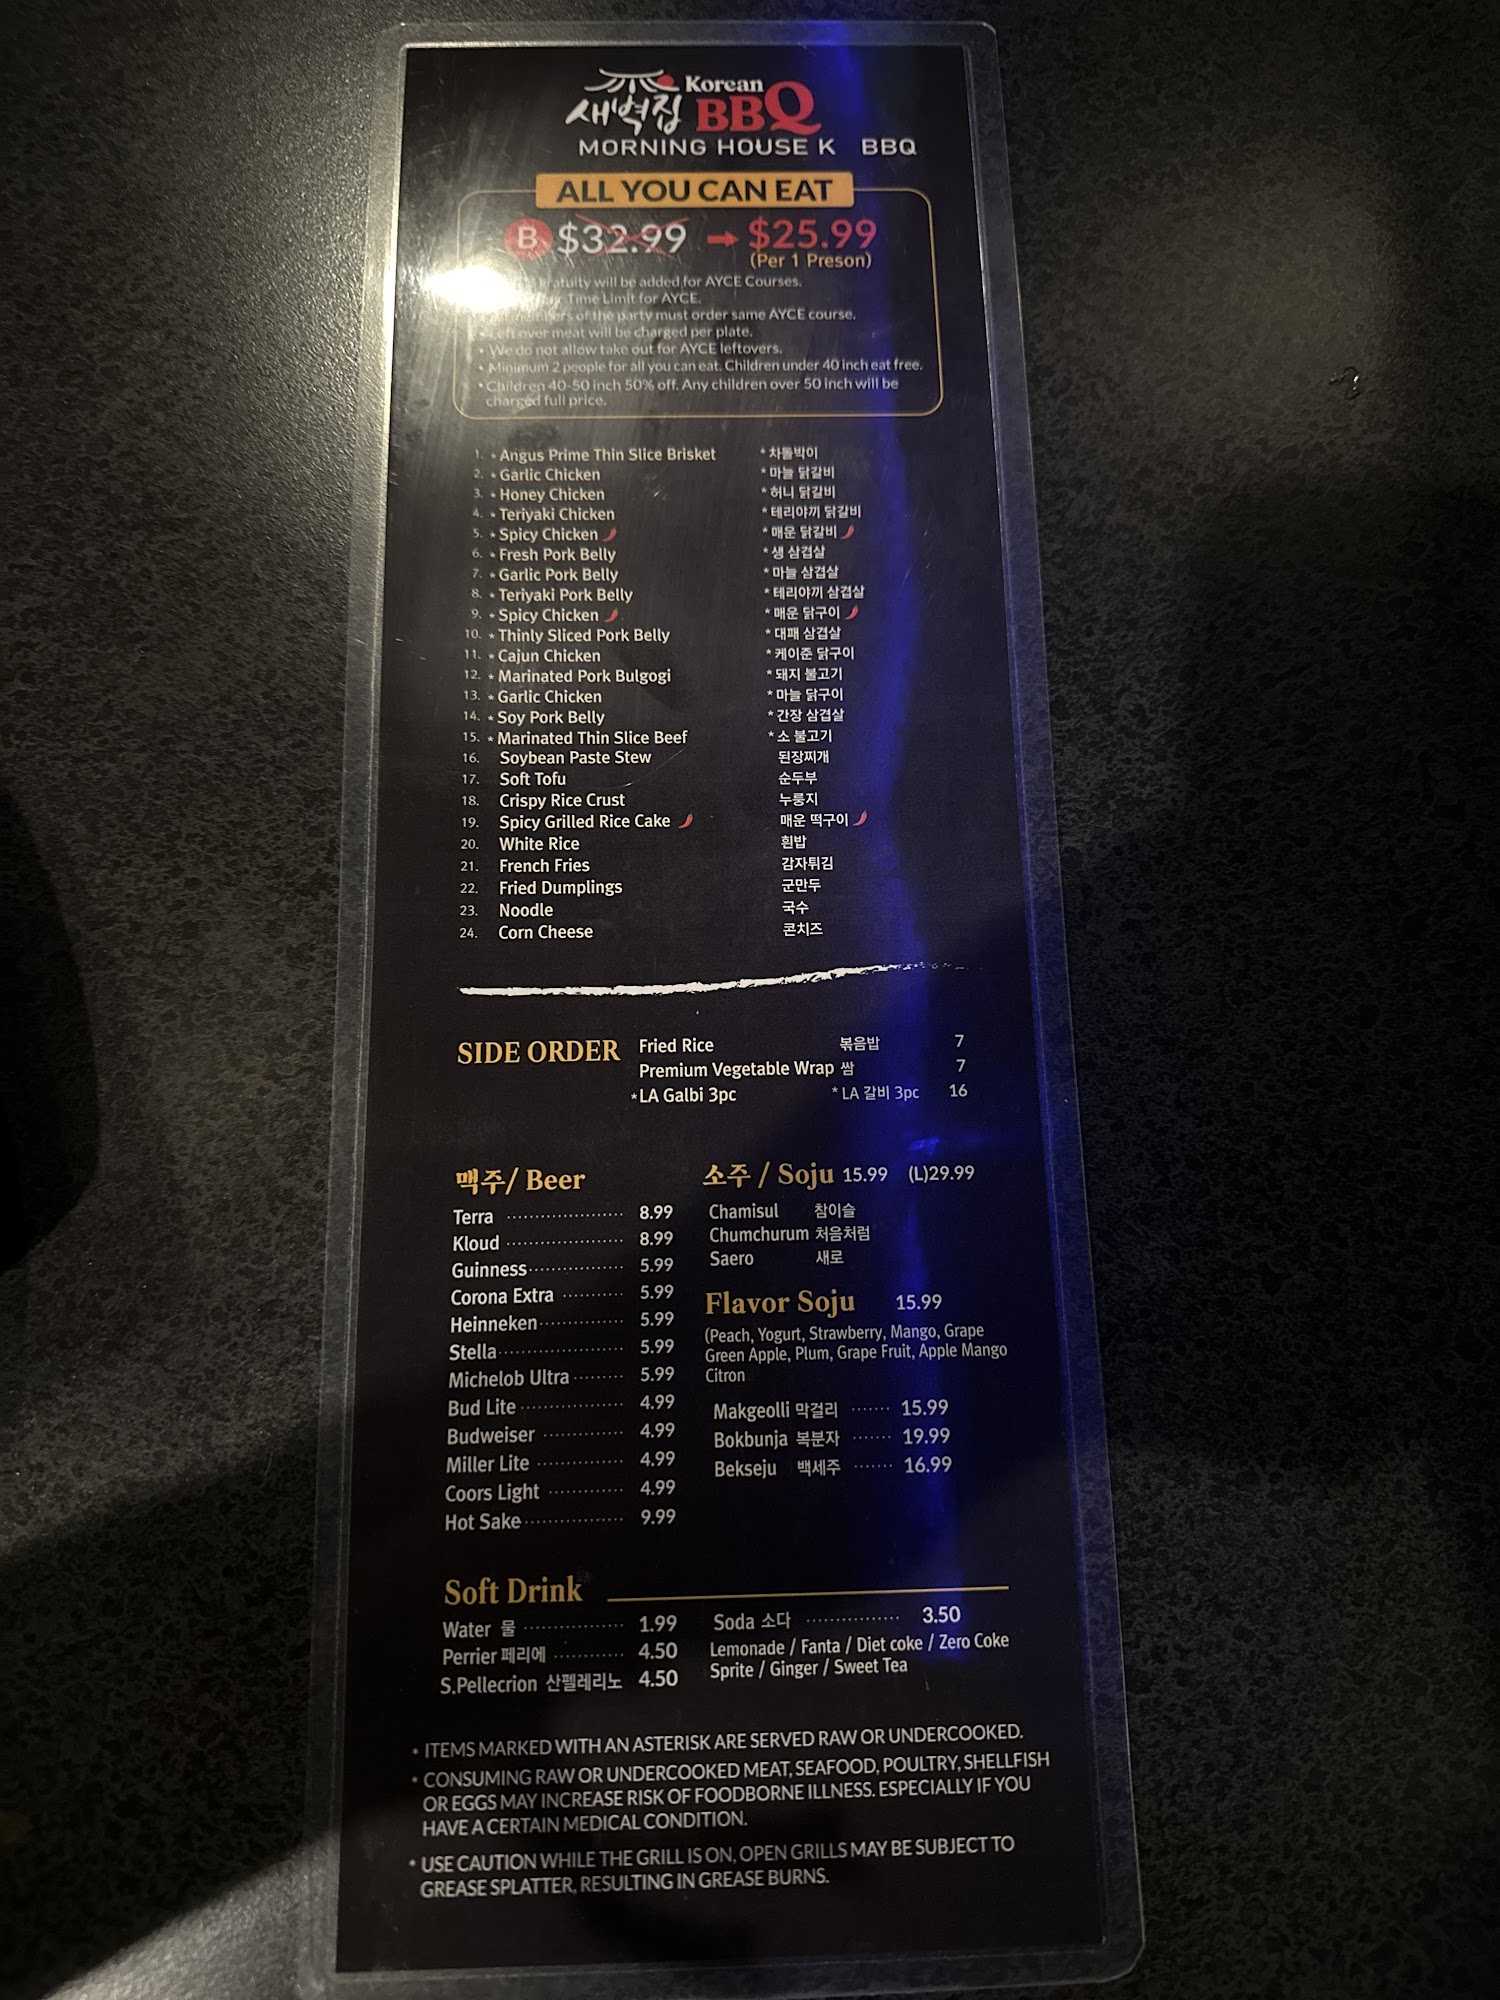 새벽집 Korean BBQ
MORNING HOUSE K BBQ
ALL YOU CAN EAT
B $32.99 → $25.99
(Per 1 Preson)
will be added for AYCE Courses.
Time Limit for AYCE.
of the party must order same AYCE course.
Left over meat will be charged per plate.
• We do not allow take out for AYCE leftovers.
• Minimum 2 people for all you can eat. Children under 40 inch eat free.
• Children 40-50 inch 50% off. Any children over 50 inch will be
charged full price.
1. * Angus Prime Thin Slice Brisket * 차돌박이
2. * Garlic Chicken * 마늘 닭갈비
3. * Honey Chicken * 허니 닭갈비
4. * Teriyaki Chicken * 테리야끼 닭갈비
5. * Spicy Chicken * 매운 닭갈비
6. * Fresh Pork Belly * 생 삼겹살
7. * Garlic Pork Belly * 마늘 삼겹살
8. * Teriyaki Pork Belly * 테리야끼 삼겹살
9. * Spicy Chicken * 매운 닭구이
10. * Thinly Sliced Pork Belly * 대패 삼겹살
11. * Cajun Chicken * 케이준 닭구이
12. * Marinated Pork Bulgogi * 돼지 불고기
13. * Garlic Chicken * 마늘 닭구이
14. * Soy Pork Belly * 간장 삼겹살
15. * Marinated Thin Slice Beef * 소 불고기
16. Soybean Paste Stew 된장찌개
17. Soft Tofu 순두부
18. Crispy Rice Crust 누룽지
19. Spicy Grilled Rice Cake 매운 떡구이
20. White Rice 흰밥
21. French Fries 감자튀김
22. Fried Dumplings 군만두
23. Noodle 국수
24. Corn Cheese 콘치즈
SIDE ORDER
Fried Rice 볶음밥 7
Premium Vegetable Wrap 쌈 7
*LA Galbi 3pc * LA 갈비 3pc 16
맥주/ Beer
Terra 8.99
Kloud 8.99
Guinness 5.99
Corona Extra 5.99
Heinneken 5.99
Stella 5.99
Michelob Ultra 5.99
Bud Lite 4.99
Budweiser 4.99
Miller Lite 4.99
Coors Light 4.99
Hot Sake 9.99
소주 / Soju 15.99 (L)29.99
Chamisul 참이슬
Chumchurum 처음처럼
Saero 새로
Flavor Soju 15.99
(Peach, Yogurt, Strawberry, Mango, Grape
Green Apple, Plum, Grape Fruit, Apple Mango
Citron
Makgeolli 막걸리 15.99
Bokbunja 복분자 19.99
Bekseju 백세주 16.99
Soft Drink
Water 물 1.99
Perrier 페리에 4.50
S.Pellecrion 산펠레리노 4.50
Soda 소다 3.50
Lemonade / Fanta / Diet coke / Zero Coke
Sprite / Ginger / Sweet Tea
• ITEMS MARKED WITH AN ASTERISK ARE SERVED RAW OR UNDERCOOKED.
• CONSUMING RAW OR UNDERCOOKED MEAT, SEAFOOD, POULTRY, SHELLFISH
OR EGGS MAY INCREASE RISK OF FOODBORNE ILLNESS. ESPECIALLY IF YOU
HAVE A CERTAIN MEDICAL CONDITION.
• USE CAUTION WHILE THE GRILL IS ON, OPEN GRILLS MAY BE SUBJECT TO
GREASE SPLATTER, RESULTING IN GREASE BURNS.